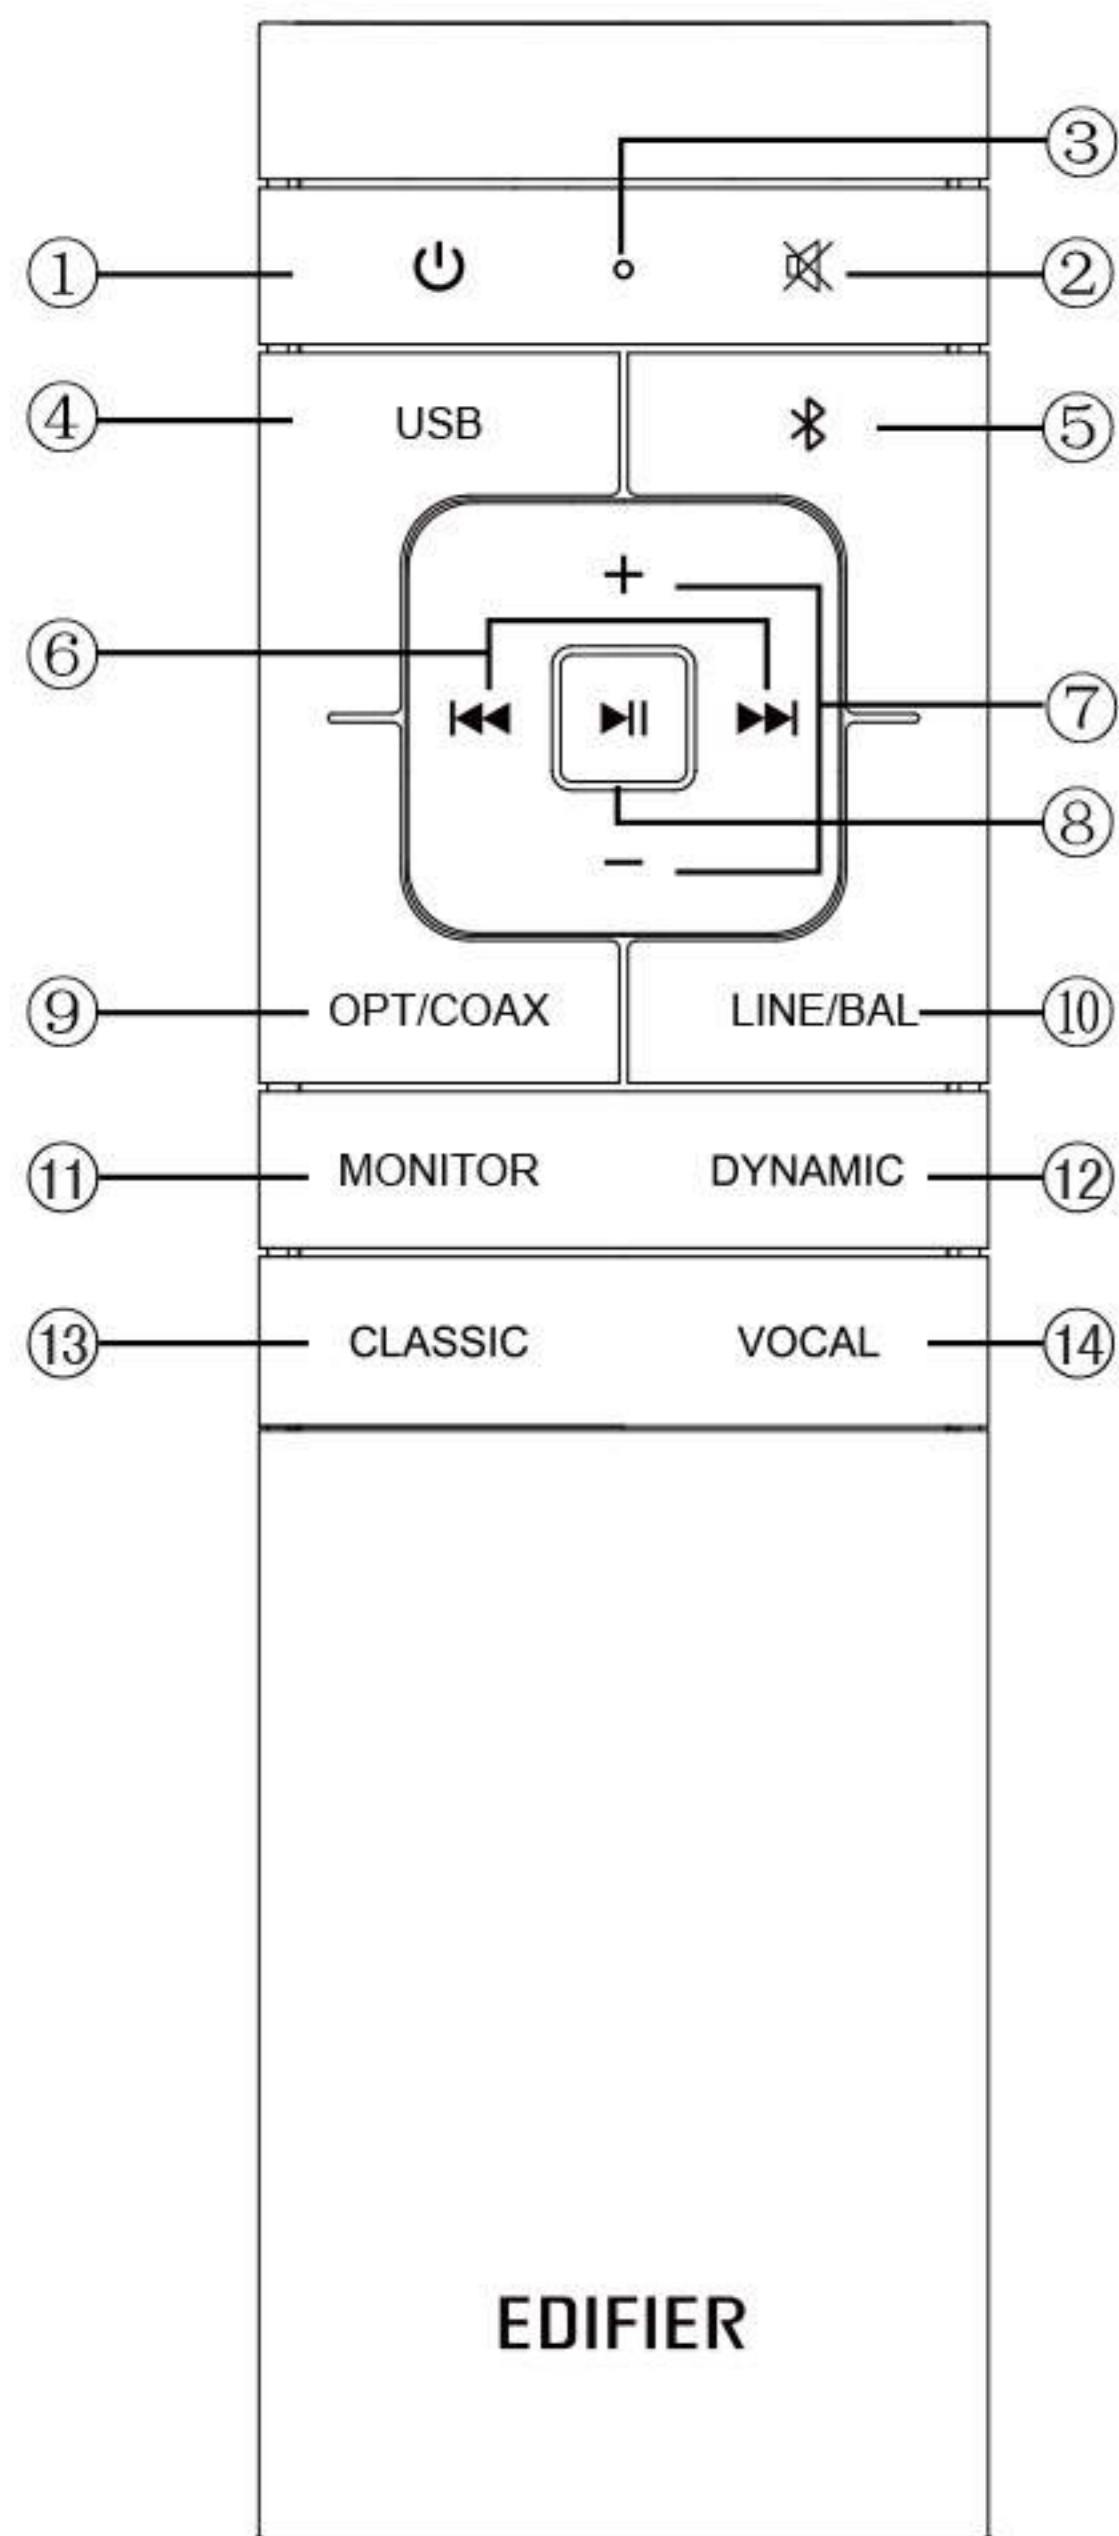 ③
① ②
④ USB ⑤
+
⑥
⑦
⑧
−
⑨ OPT/COAX LINE/BAL ⑩
⑪ MONITOR DYNAMIC ⑫
⑬ CLASSIC VOCAL ⑭
EDIFIER